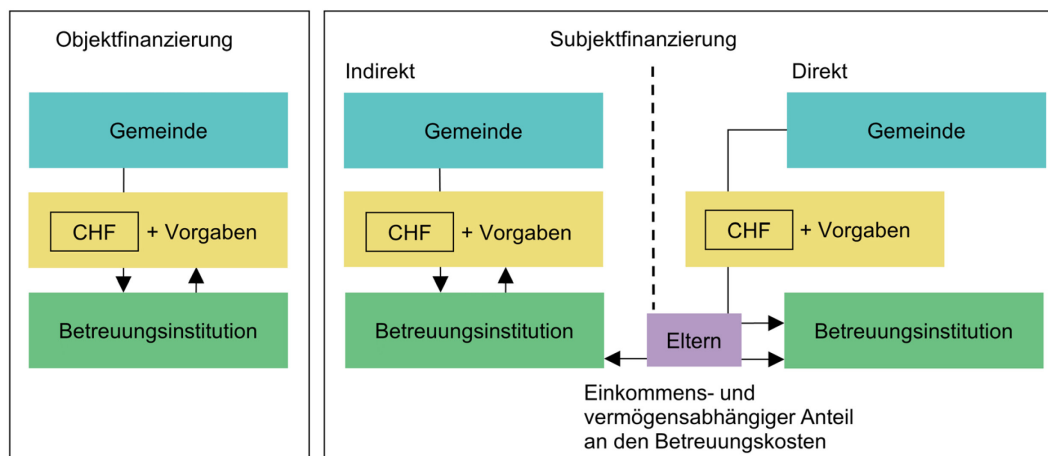 Objektfinanzierung
Gemeinde
CHF + Vorgaben
Betreuungsinstitution
Subjektfinanzierung
Indirekt
Gemeinde
CHF + Vorgaben
Betreuungsinstitution
Direkt
Gemeinde
CHF + Vorgaben
Eltern
Betreuungsinstitution
Einkommens- und
vermögensabhängiger Anteil
an den Betreuungskosten